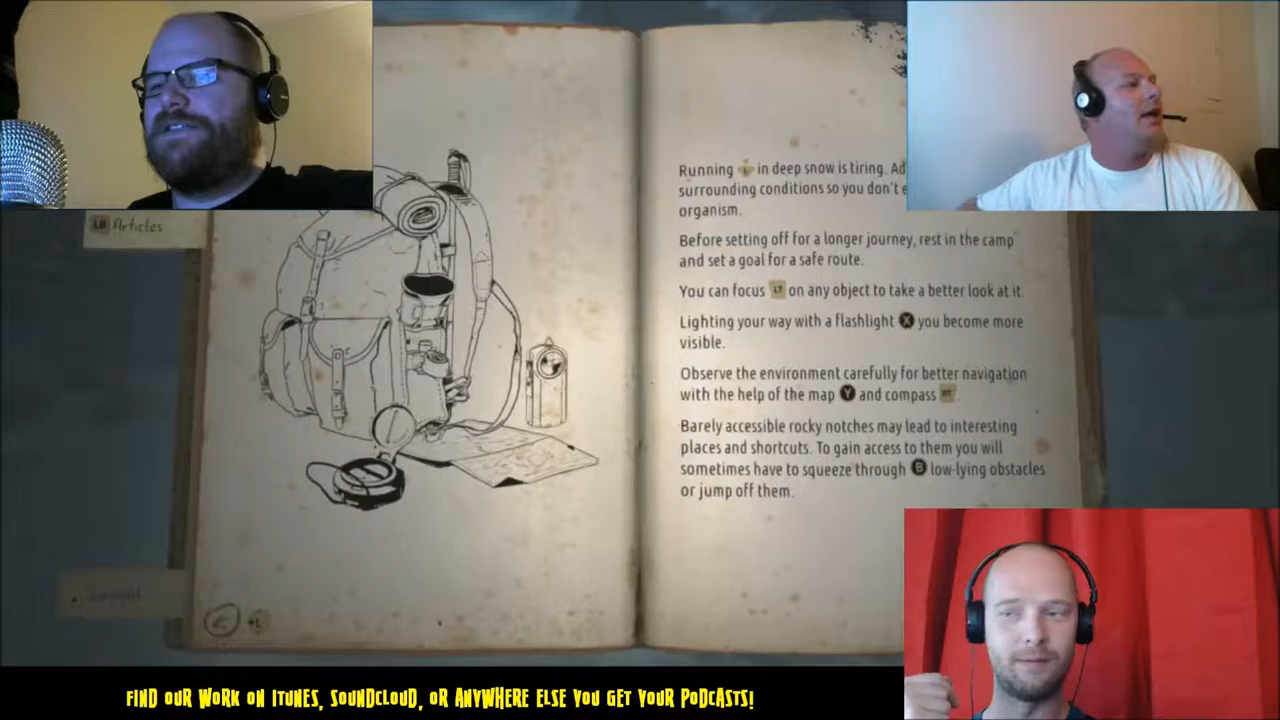 Running in deep snow is tiring. Ad
surrounding conditions so you don't e
organism.
LB Articles
Before setting off for a longer journey, rest in the camp
and set a goal for a safe route.
You can focus LT on any object to take a better look at it.
Lighting your way with a flashlight X you become more
visible.
Observe the environment carefully for better navigation
with the help of the map Y and compass RT
Barely accessible rocky notches may lead to interesting
places and shortcuts. To gain access to them you will
sometimes have to squeeze through B low-lying obstacles
or jump off them.
FIND OUR WORK ON ITUNES, SOUNDCLOUD, OR ANYWHERE ELSE YOU GET YOUR PODCASTS!